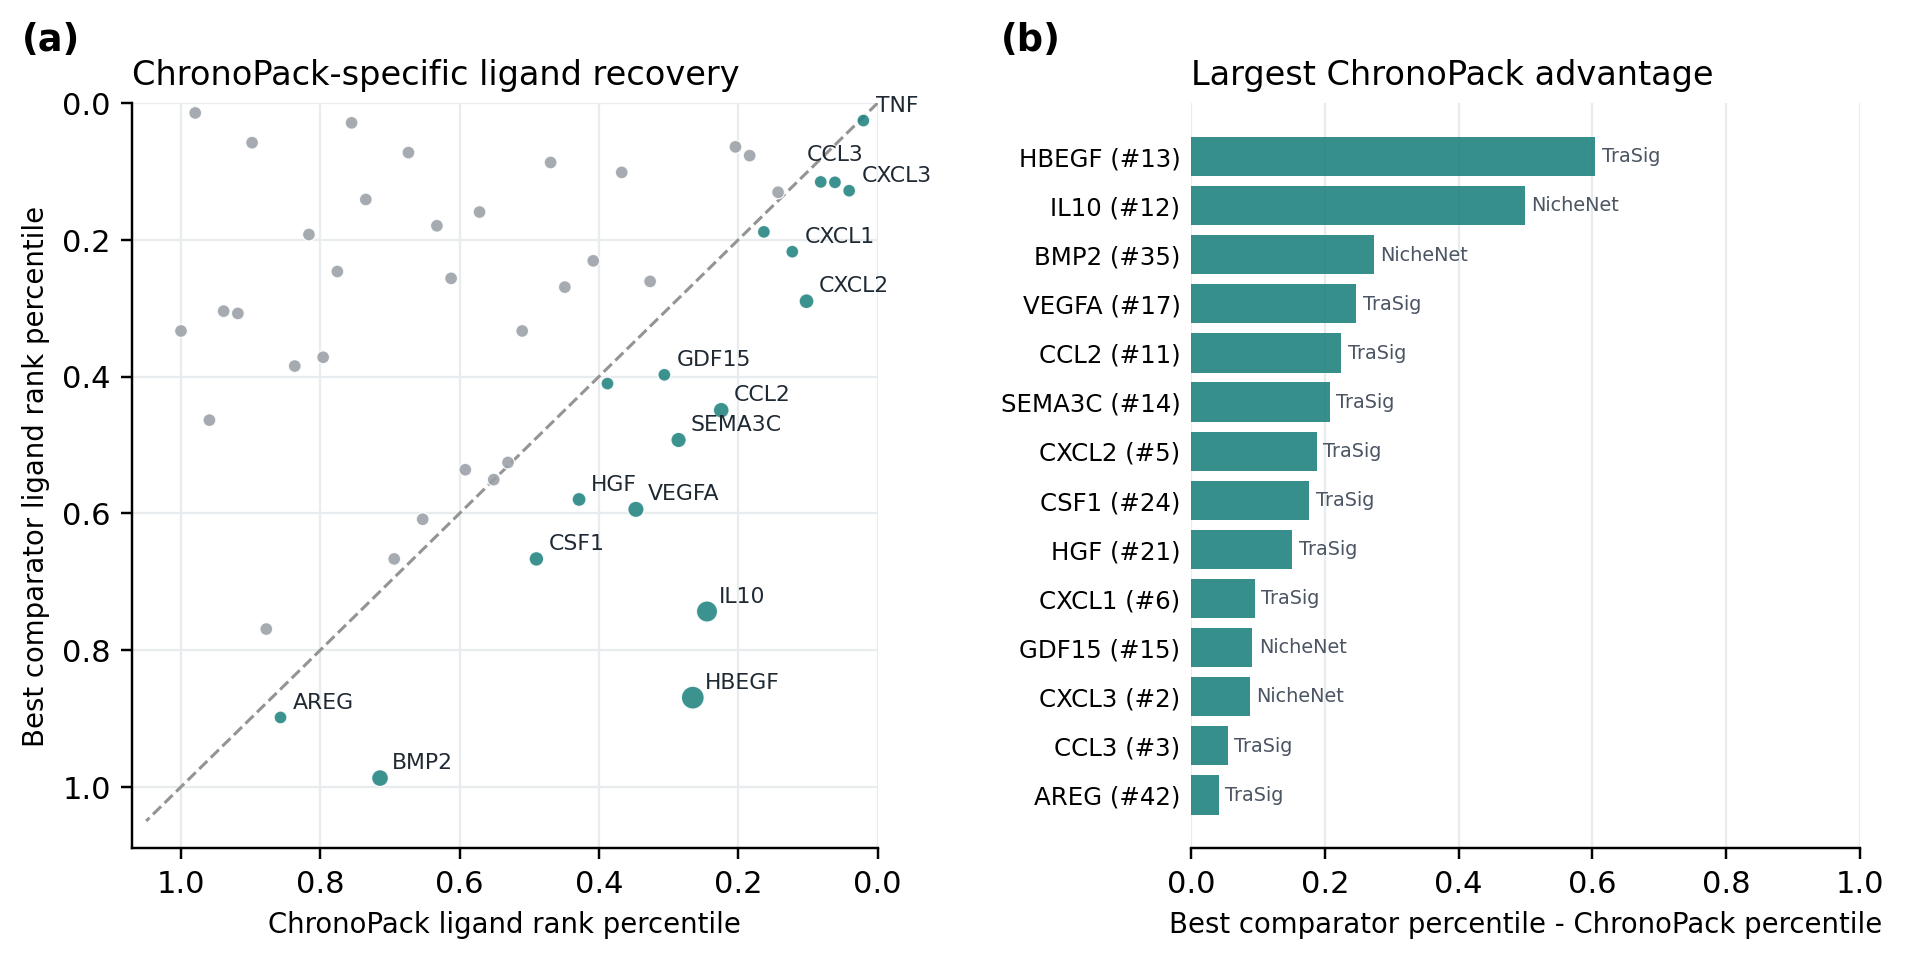 (a)
ChronoPack-specific ligand recovery
Best comparator ligand rank percentile
0.0
0.2
0.4
0.6
0.8
1.0
TNF
CCL3
CXCL3
CXCL1
CXCL2
GDF15
CCL2
SEMA3C
HGF
VEGFA
CSF1
IL10
HBEGF
AREG
BMP2
1.0 0.8 0.6 0.4 0.2 0.0
ChronoPack ligand rank percentile
(b)
Largest ChronoPack advantage
HBEGF (#13) TraSig
IL10 (#12) NicheNet
BMP2 (#35) NicheNet
VEGFA (#17) TraSig
CCL2 (#11) TraSig
SEMA3C (#14) TraSig
CXCL2 (#5) TraSig
CSF1 (#24) TraSig
HGF (#21) TraSig
CXCL1 (#6) TraSig
GDF15 (#15) NicheNet
CXCL3 (#2) NicheNet
CCL3 (#3) TraSig
AREG (#42) TraSig
0.0 0.2 0.4 0.6 0.8 1.0
Best comparator percentile - ChronoPack percentile